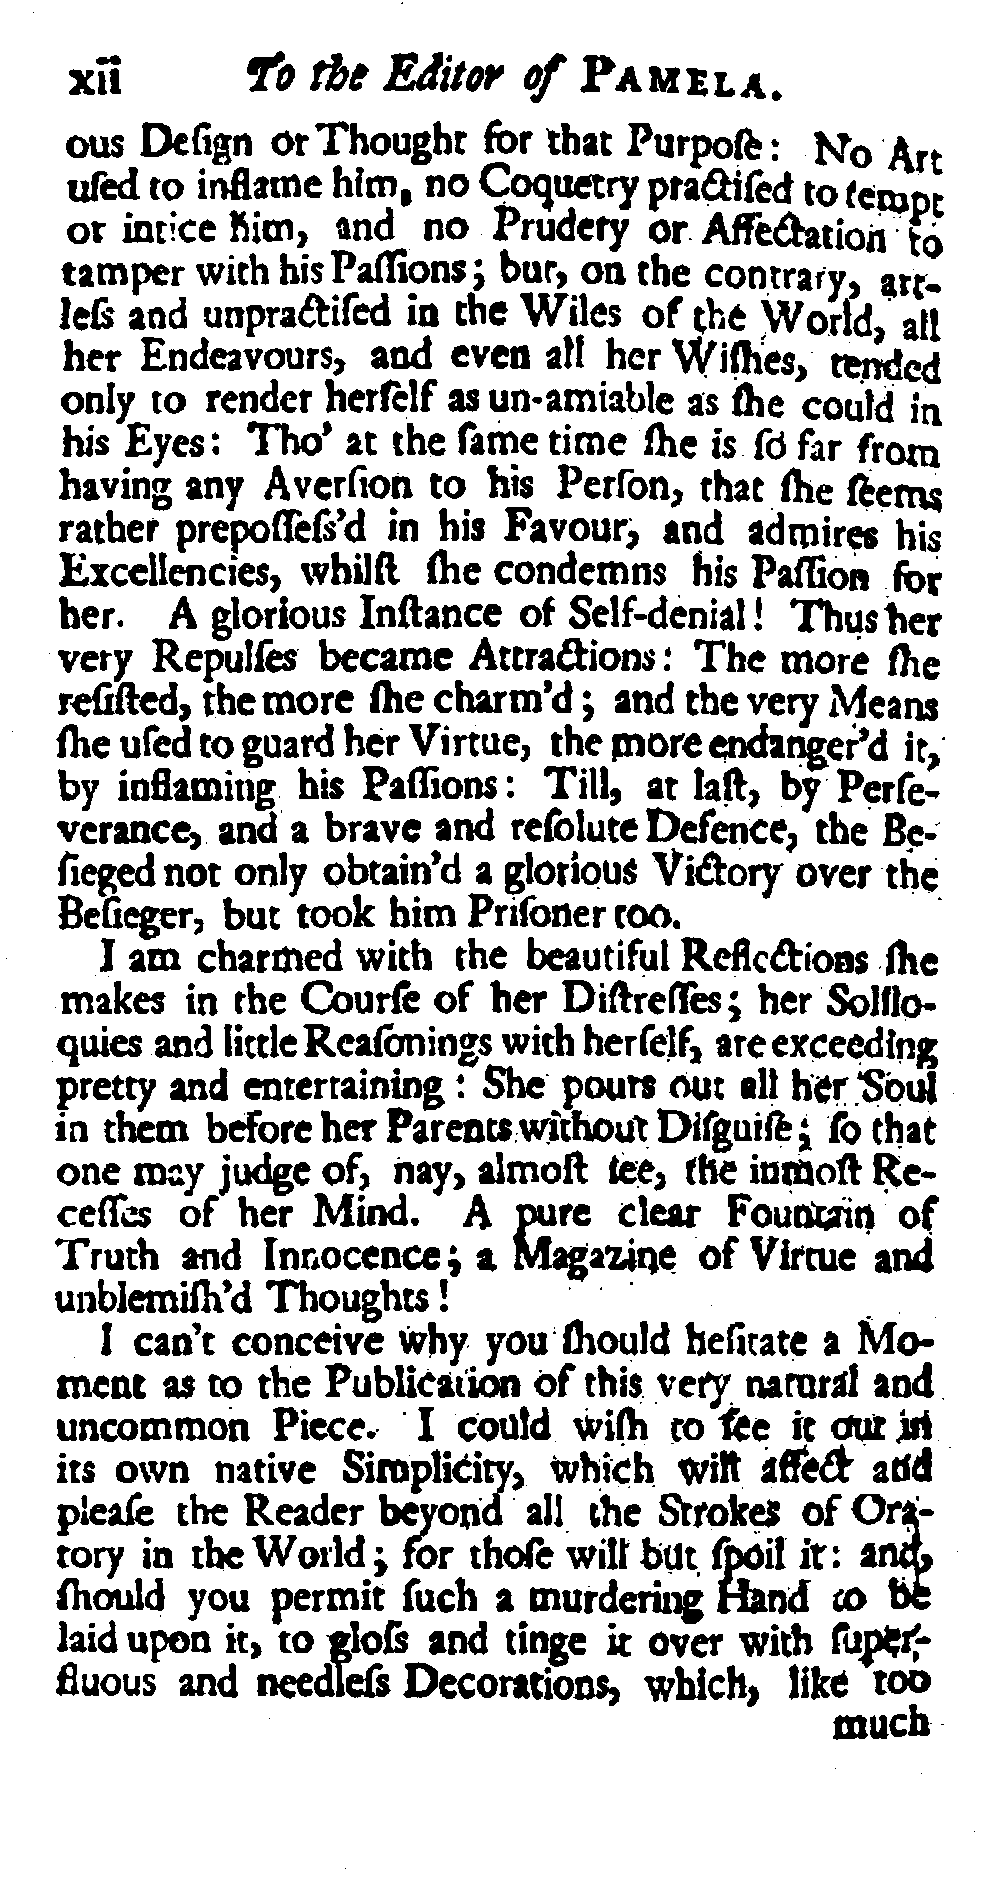 xii To the Editor of PAMELA.
ous Deſign or Thought for that Purpoſe: No Art
uſed to inflame him, no Coquetry practiſed to tempt
or intice him, and no Prudery or Affectation to
tamper with his Paſſions; but, on the contrary, art-
leſs and unpractiſed in the Wiles of the World, all
her Endeavours, and even all her Wiſhes, tended
only to render herſelf as un-amiable as ſhe could in
his Eyes: Tho' at the ſame time ſhe is ſo far from
having any Averſion to his Perſon, that ſhe ſeems
rather prepoſſeſs'd in his Favour, and admires his
Excellencies, whilſt ſhe condemns his Paſſion for
her. A glorious Inſtance of Self-denial! Thus her
very Repulſes became Attractions: The more ſhe
reſiſted, the more ſhe charm'd; and the very Means
ſhe uſed to guard her Virtue, the more endanger'd it,
by inflaming his Paſſions: Till, at laſt, by Perſe-
verance, and a brave and reſolute Defence, the Be-
ſieged not only obtain'd a glorious Victory over the
Beſieger, but took him Priſoner too.
I am charmed with the beautiful Reflections ſhe
makes in the Courſe of her Diſtreſſes; her Solilo-
quies and little Reaſonings with herſelf, are exceeding
pretty and entertaining: She pours out all her Soul
in them before her Parents without Diſguiſe; ſo that
one may judge of, nay, almoſt ſee, the inmoſt Re-
ceſſes of her Mind. A pure clear Fountain of
Truth and Innocence; a Magazine of Virtue and
unblemiſh'd Thoughts!
I can't conceive why you ſhould heſitate a Mo-
ment as to the Publication of this very natural and
uncommon Piece. I could wiſh to ſee it out in
its own native Simplicity, which will affect and
pleaſe the Reader beyond all the Strokes of Ora-
tory in the World; for thoſe will but ſpoil it: and,
ſhould you permit ſuch a murdering Hand to be
laid upon it, to gloſs and tinge it over with ſuper-
fluous and needleſs Decorations, which, like too
much